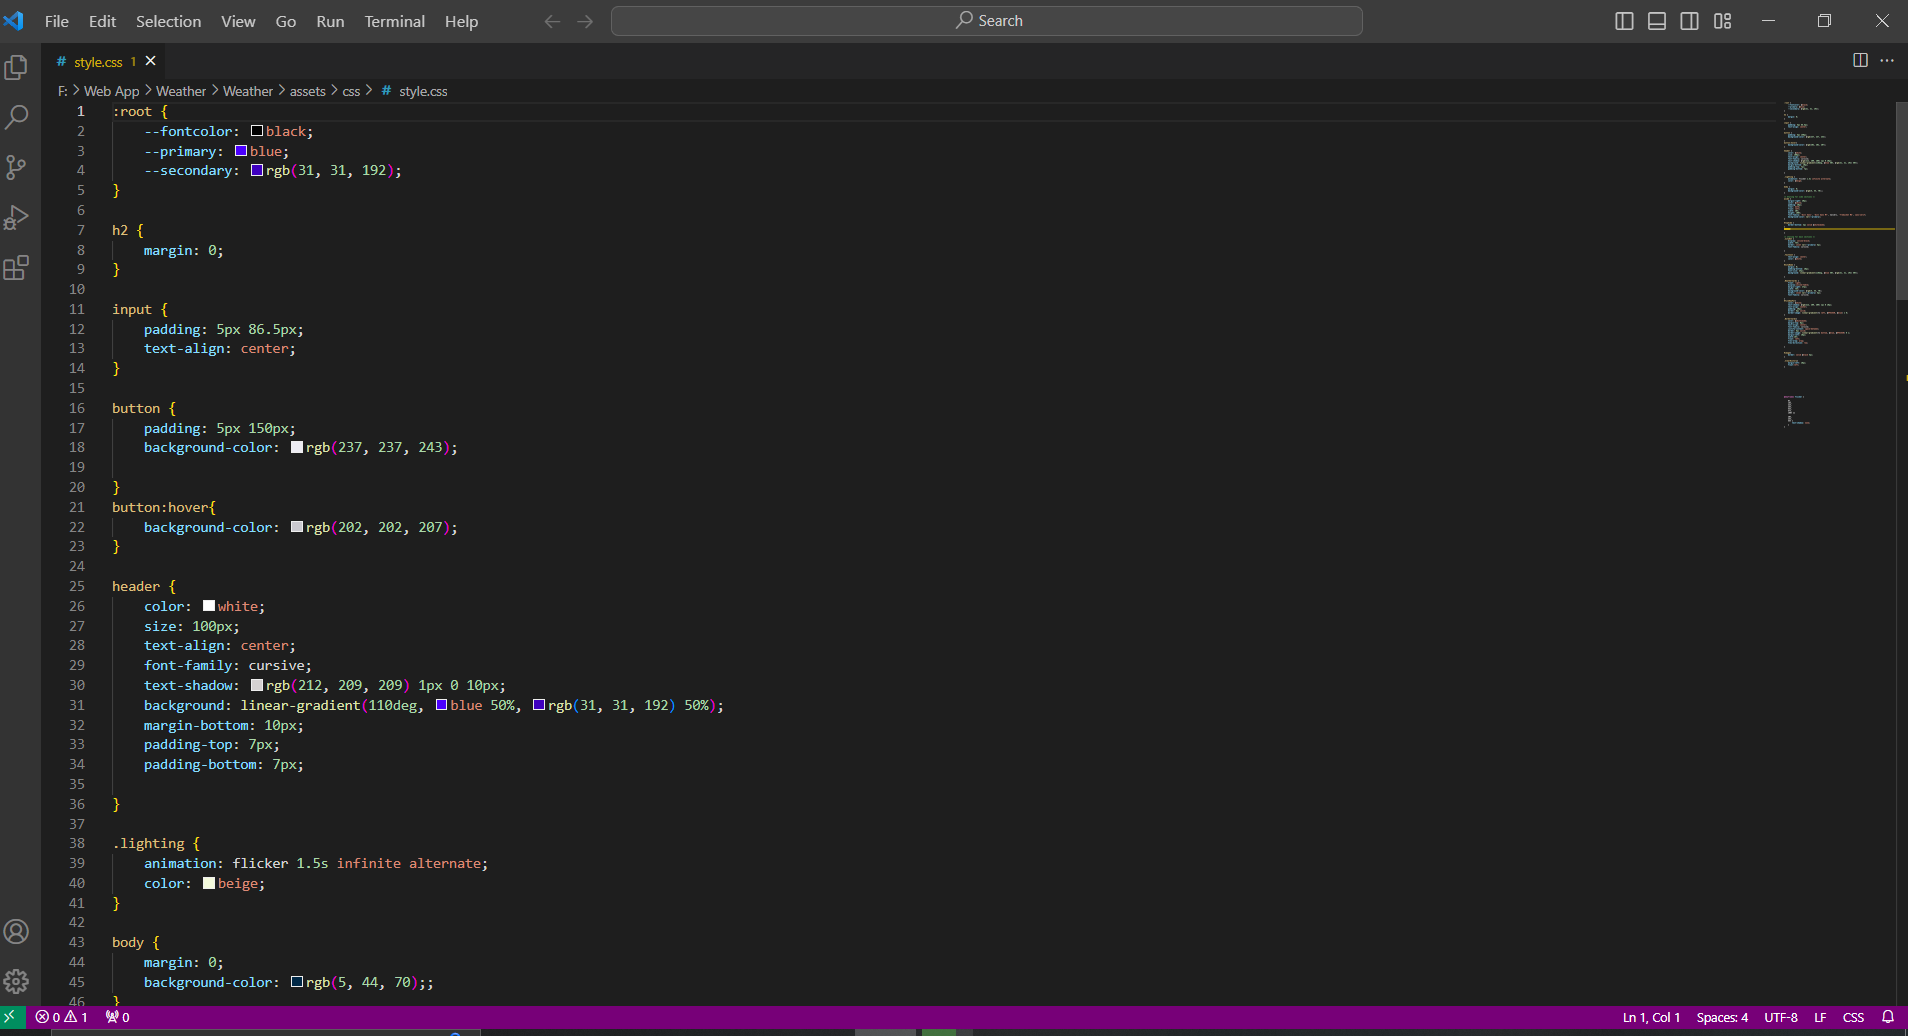 File Edit Selection View Go Run Terminal Help Search
# style.css 1
F: > Web App > Weather > Weather > assets > css > # style.css
1 :root {
2 --fontcolor: black;
3 --primary: blue;
4 --secondary: rgb(31, 31, 192);
5 }
6
7 h2 {
8 margin: 0;
9 }
10
11 input {
12 padding: 5px 86.5px;
13 text-align: center;
14 }
15
16 button {
17 padding: 5px 150px;
18 background-color: rgb(237, 237, 243);
19
20 }
21 button:hover{
22 background-color: rgb(202, 202, 207);
23 }
24
25 header {
26 color: white;
27 size: 100px;
28 text-align: center;
29 font-family: cursive;
30 text-shadow: rgb(212, 209, 209) 1px 0 10px;
31 background: linear-gradient(110deg, blue 50%, rgb(31, 31, 192) 50%);
32 margin-bottom: 10px;
33 padding-top: 7px;
34 padding-bottom: 7px;
35
36 }
37
38 .lighting {
39 animation: flicker 1.5s infinite alternate;
40 color: beige;
41 }
42
43 body {
44 margin: 0;
45 background-color: rgb(5, 44, 70);;
46 }
0 1 0 Ln 1, Col 1 Spaces: 4 UTF-8 LF CSS